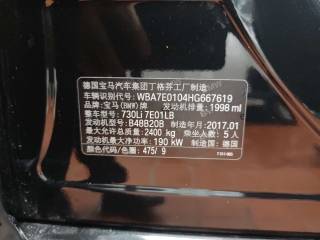 德国宝马汽车集团丁格芬工厂制造
车辆识别代号: WBA7E0104HG667619
品牌:宝马(BMW)牌 发动机排量: 1998 ml
整车型号: 730Li7E01LB
发动机型号: B48B20B 制造年月: 2017.01
最大允许总质量: 2400 kg 乘坐人数: 5 人
发动机最大净功率: 190 kW 制造国: 德国
颜色代码/色圈: 475/ 9